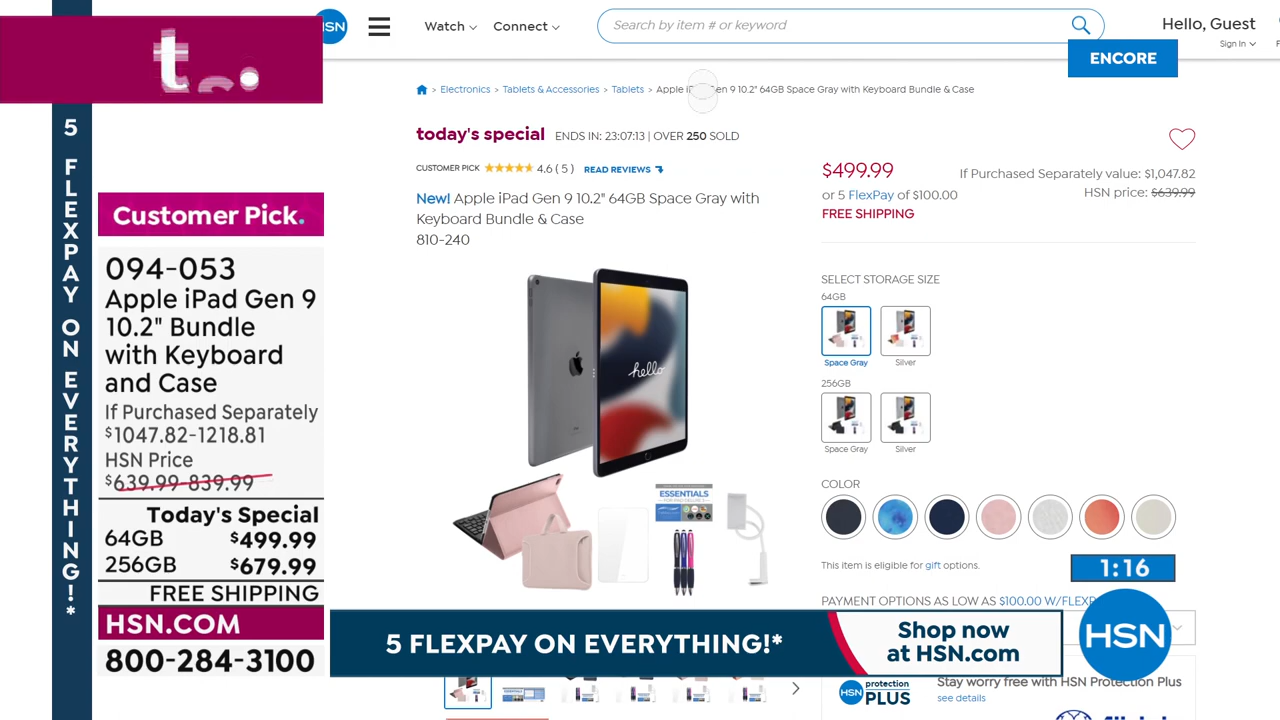 HSN
Watch
Connect
Search by item # or keyword
Hello, Guest
Sign In
ENCORE
Electronics > Tablets & Accessories > Tablets > Apple iPad Gen 9 10.2" 64GB Space Gray with Keyboard Bundle & Case
today's special ENDS IN: 23:07:13 | OVER 250 SOLD
CUSTOMER PICK 4.6 ( 5 ) READ REVIEWS
New! Apple iPad Gen 9 10.2" 64GB Space Gray with
Keyboard Bundle & Case
810-240
hello
ESSENTIALS
$499.99
If Purchased Separately value: $1,047.82
or 5 FlexPay of $100.00
HSN price: $639.99
FREE SHIPPING
SELECT STORAGE SIZE
64GB
Space Gray
Silver
256GB
Space Gray
Silver
COLOR
This item is eligible for gift options.
1:16
PAYMENT OPTIONS AS LOW AS $100.00 W/FLEXP
HSN protection PLUS
Stay worry free with HSN Protection Plus
see details
t
5 FLEXPAY ON EVERYTHING!*
Customer Pick.
094-053
Apple iPad Gen 9
10.2" Bundle
with Keyboard
and Case
If Purchased Separately
$1047.82-1218.81
HSN Price
$639.99-839.99
Today's Special
64GB $499.99
256GB $679.99
FREE SHIPPING
HSN.COM
800-284-3100
5 FLEXPAY ON EVERYTHING!*
Shop now
at HSN.com
HSN